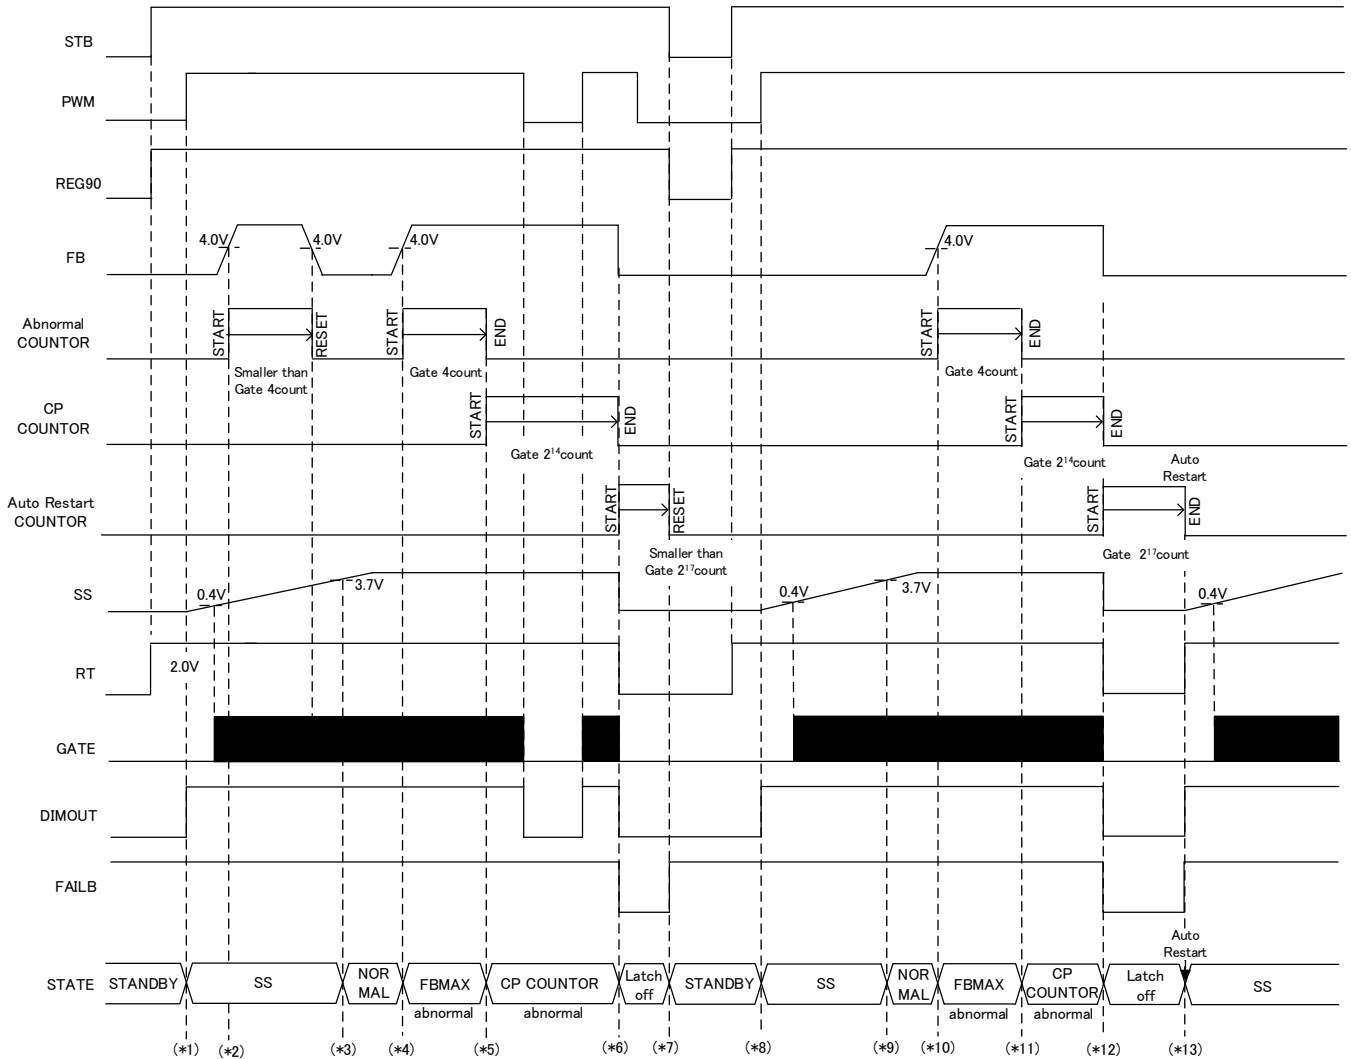 STB
PWM
REG90
4.0V
4.0V
4.0V
4.0V
FB
START
RESET
START
END
START
END
Abnormal
COUNTOR
Smaller than
Gate 4count
Gate 4count
Gate 4count
CP
COUNTOR
START
END
START
END
Gate 2¹⁴count
Gate 2¹⁴count
Auto
Restart
Auto Restart
COUNTOR
START
RESET
START
END
Smaller than
Gate 2¹⁷count
Gate 2¹⁷count
SS
0.4V
3.7V
0.4V
3.7V
0.4V
RT
2.0V
GATE
DIMOUT
FAILB
Auto
Restart
STATE
STANDBY
SS
NOR
MAL
FBMAX
CP COUNTOR
Latch
off
STANDBY
SS
NOR
MAL
FBMAX
CP
COUNTOR
Latch
off
SS
abnormal
abnormal
abnormal
abnormal
(*1)
(*2)
(*3)
(*4)
(*5)
(*6)
(*7)
(*8)
(*9)
(*10)
(*11)
(*12)
(*13)